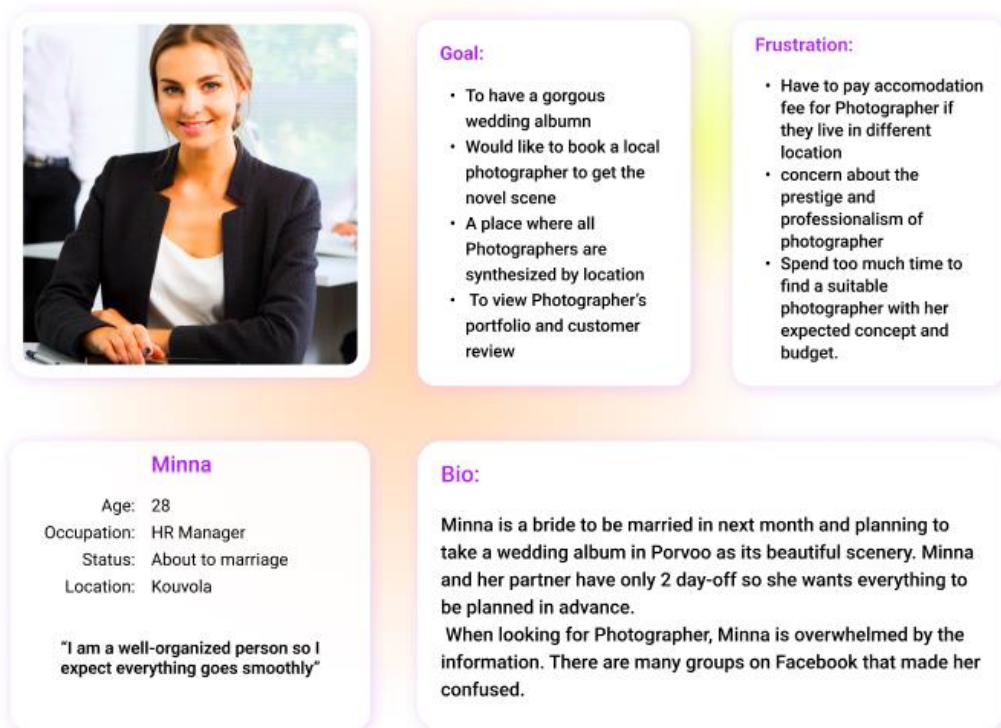 Goal:
• To have a gorgous
wedding albumn
• Would like to book a local
photographer to get the
novel scene
• A place where all
Photographers are
synthesized by location
• To view Photographer's
portfolio and customer
review
Frustration:
• Have to pay accomodation
fee for Photographer if
they live in different
location
• concern about the
prestige and
professionalism of
photographer
• Spend too much time to
find a suitable
photographer with her
expected concept and
budget.
Minna
Age: 28
Occupation: HR Manager
Status: About to marriage
Location: Kouvola
“I am a well-organized person so I
expect everything goes smoothly”
Bio:
Minna is a bride to be married in next month and planning to
take a wedding album in Porvoo as its beautiful scenery. Minna
and her partner have only 2 day-off so she wants everything to
be planned in advance.
When looking for Photographer, Minna is overwhelmed by the
information. There are many groups on Facebook that made her
confused.